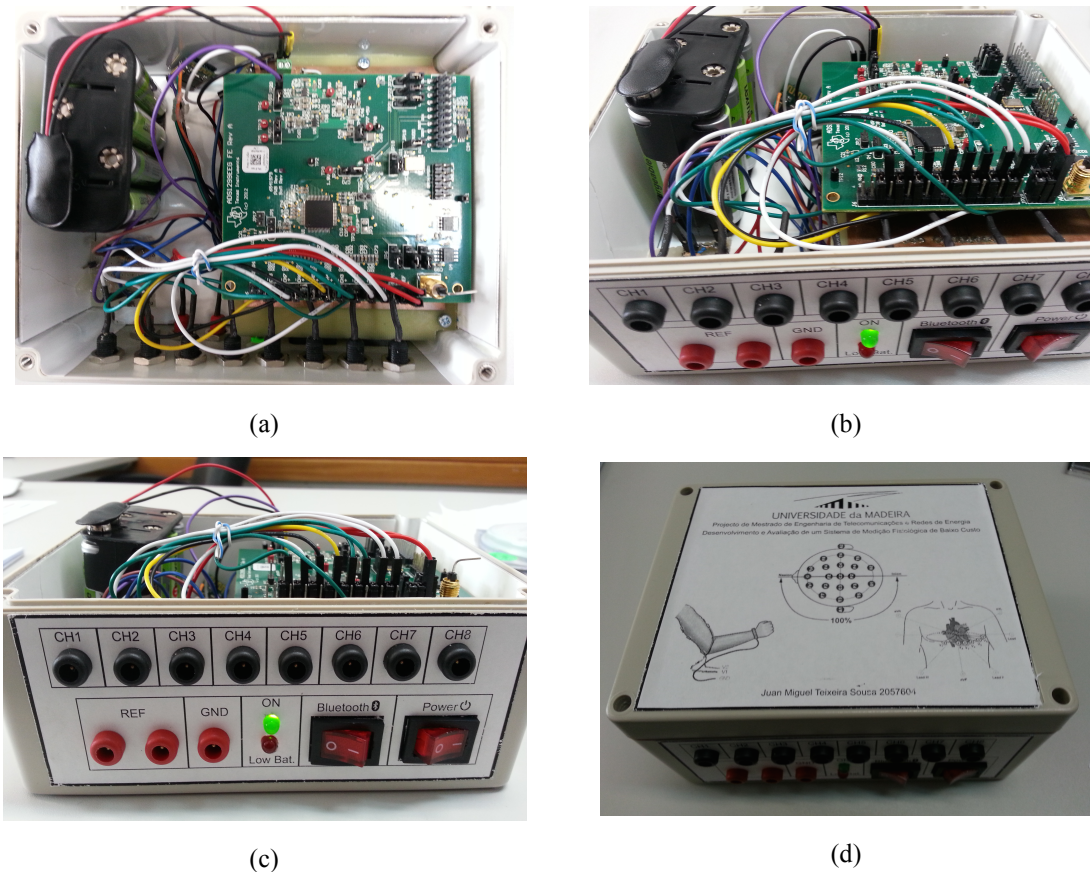 ADS1299EEG FE Rev A
Texas Instruments
(a)
CH1 CH2 CH3 CH4 CH5 CH6 CH7
REF GND ON Bluetooth Power
Low Bat.
(b)
CH1 CH2 CH3 CH4 CH5 CH6 CH7 CH8
REF GND ON Bluetooth Power
Low Bat.
(c)
UNIVERSIDADE da MADEIRA
Projecto de Mestrado de Engenharia de Telecomunicações e Redes de Energia
Desenvolvimento e Avaliação de um Sistema de Medição Fisiológica de Baixo Custo
100%
Juan Miguel Teixeira Sousa 2057604
(d)